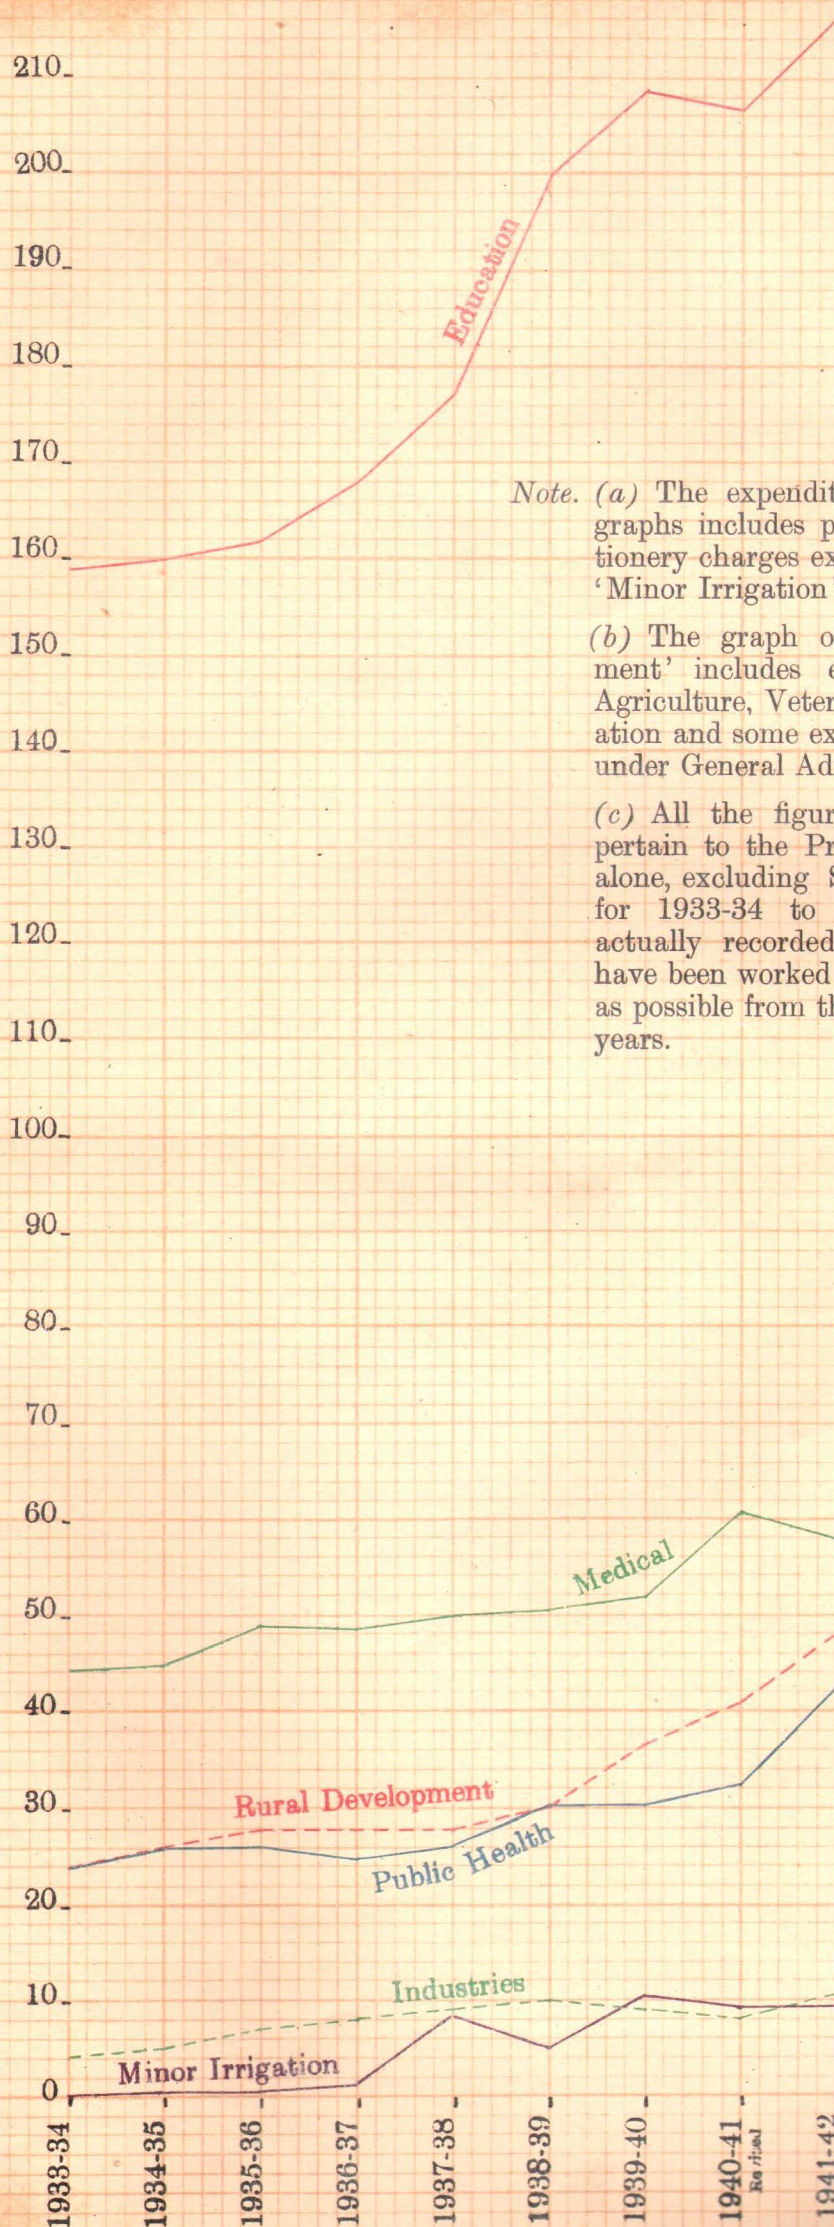 210
200
190
180
170
160
150
140
130
120
110
100
90
80
70
60
50
40
30
20
10
0
Education
Note. (a) The expendit
graphs includes p
tionery charges ex
'Minor Irrigation'
(b) The graph o
ment' includes e
Agriculture, Veter
ation and some ex
under General Ad
(c) All the figur
pertain to the Pr
alone, excluding S
for 1933-34 to
actually recorded
have been worked
as possible from th
years.
Medical
Rural Development
Public Health
Industries
Minor Irrigation
1933-34
1934-35
1935-36
1936-37
1937-38
1938-39
1939-40
1940-41
Revised
1941-42